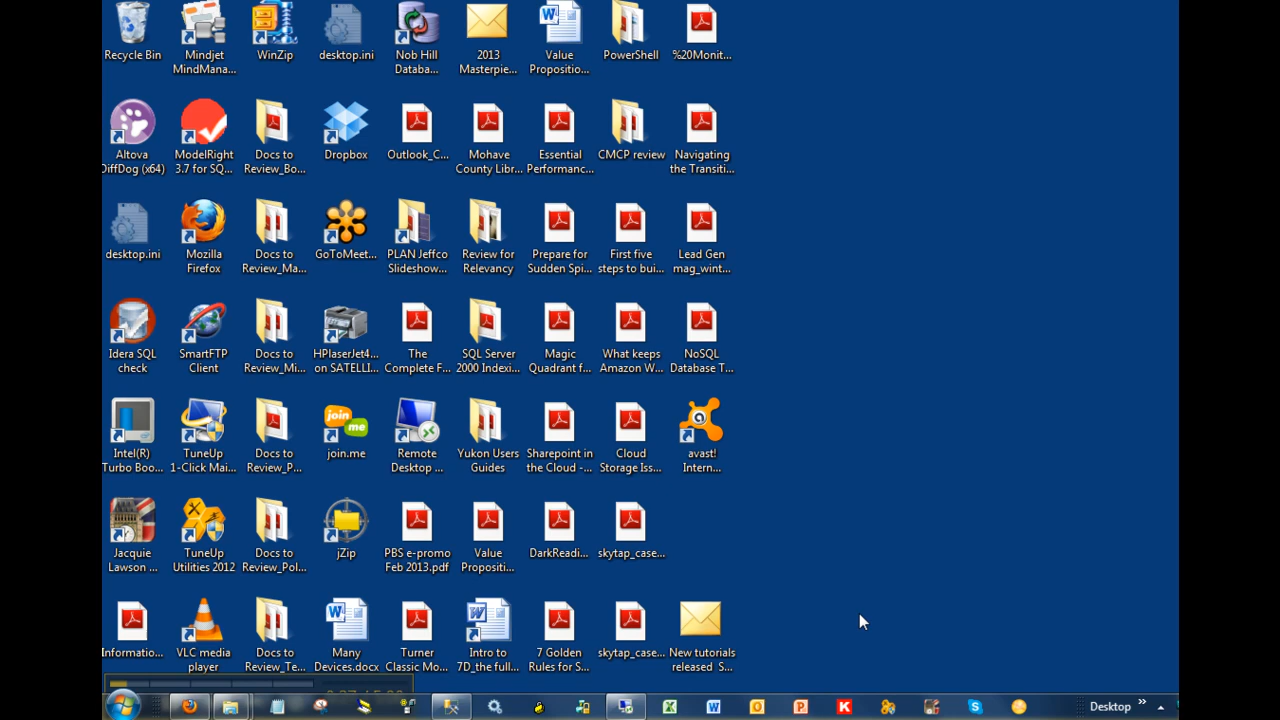 Recycle Bin
Mindjet
MindMana...
WinZip
desktop.ini
Nob Hill
Databa...
2013
Masterpie...
Value
Propositio...
PowerShell
%20Monit...
Altova
DiffDog (x64)
ModelRight
3.7 for SQ...
Docs to
Review_Bo...
Dropbox
Outlook_C...
Mohave
County Libr...
Essential
Performanc...
CMCP review
Navigating
the Transiti...
desktop.ini
Mozilla
Firefox
Docs to
Review_Ma...
GoToMeet...
PLAN Jeffco
Slideshow...
Review for
Relevancy
Prepare for
Sudden Spi...
First five
steps to bui...
Lead Gen
mag_wint...
Idera SQL
check
SmartFTP
Client
Docs to
Review_Mi...
HPlaserJet4...
on SATELLI...
The
Complete F...
SQL Server
2000 Indexi...
Magic
Quadrant f...
What keeps
Amazon W...
NoSQL
Database T...
Intel(R)
Turbo Boo...
TuneUp
1-Click Mai...
Docs to
Review_P...
join
me
join.me
Remote
Desktop ...
Yukon Users
Guides
Sharepoint in
the Cloud -...
Cloud
Storage Iss...
avast!
Intern...
Jacquie
Lawson ...
TuneUp
Utilities 2012
Docs to
Review_Pol...
jZip
PBS e-promo
Feb 2013.pdf
Value
Propositi...
DarkReadi...
skytap_case...
Informatio...
VLC media
player
Docs to
Review_Te...
Many
Devices.docx
Turner
Classic Mo...
Intro to
7D_the full...
7 Golden
Rules for S...
skytap_case...
New tutorials
released S...
Desktop